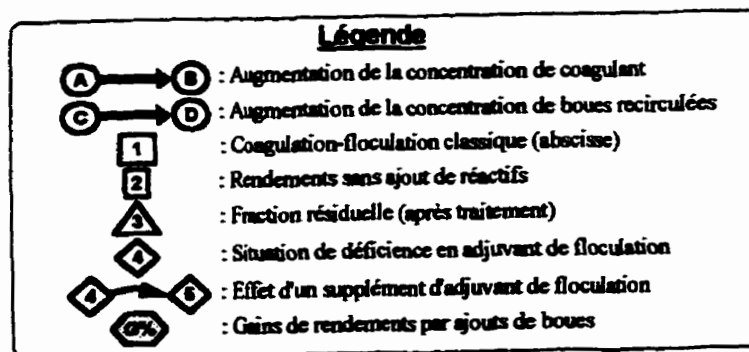 Légende
A B : Augmentation de la concentration de coagulant
C D : Augmentation de la concentration de boues recirculées
1 : Coagulation-floculation classique (abscisse)
2 : Rendements sans ajout de réactifs
3 : Fraction résiduelle (après traitement)
4 : Situation de déficience en adjuvant de floculation
4 5 : Effet d'un supplément d'adjuvant de floculation
: Gains de rendements par ajouts de boues